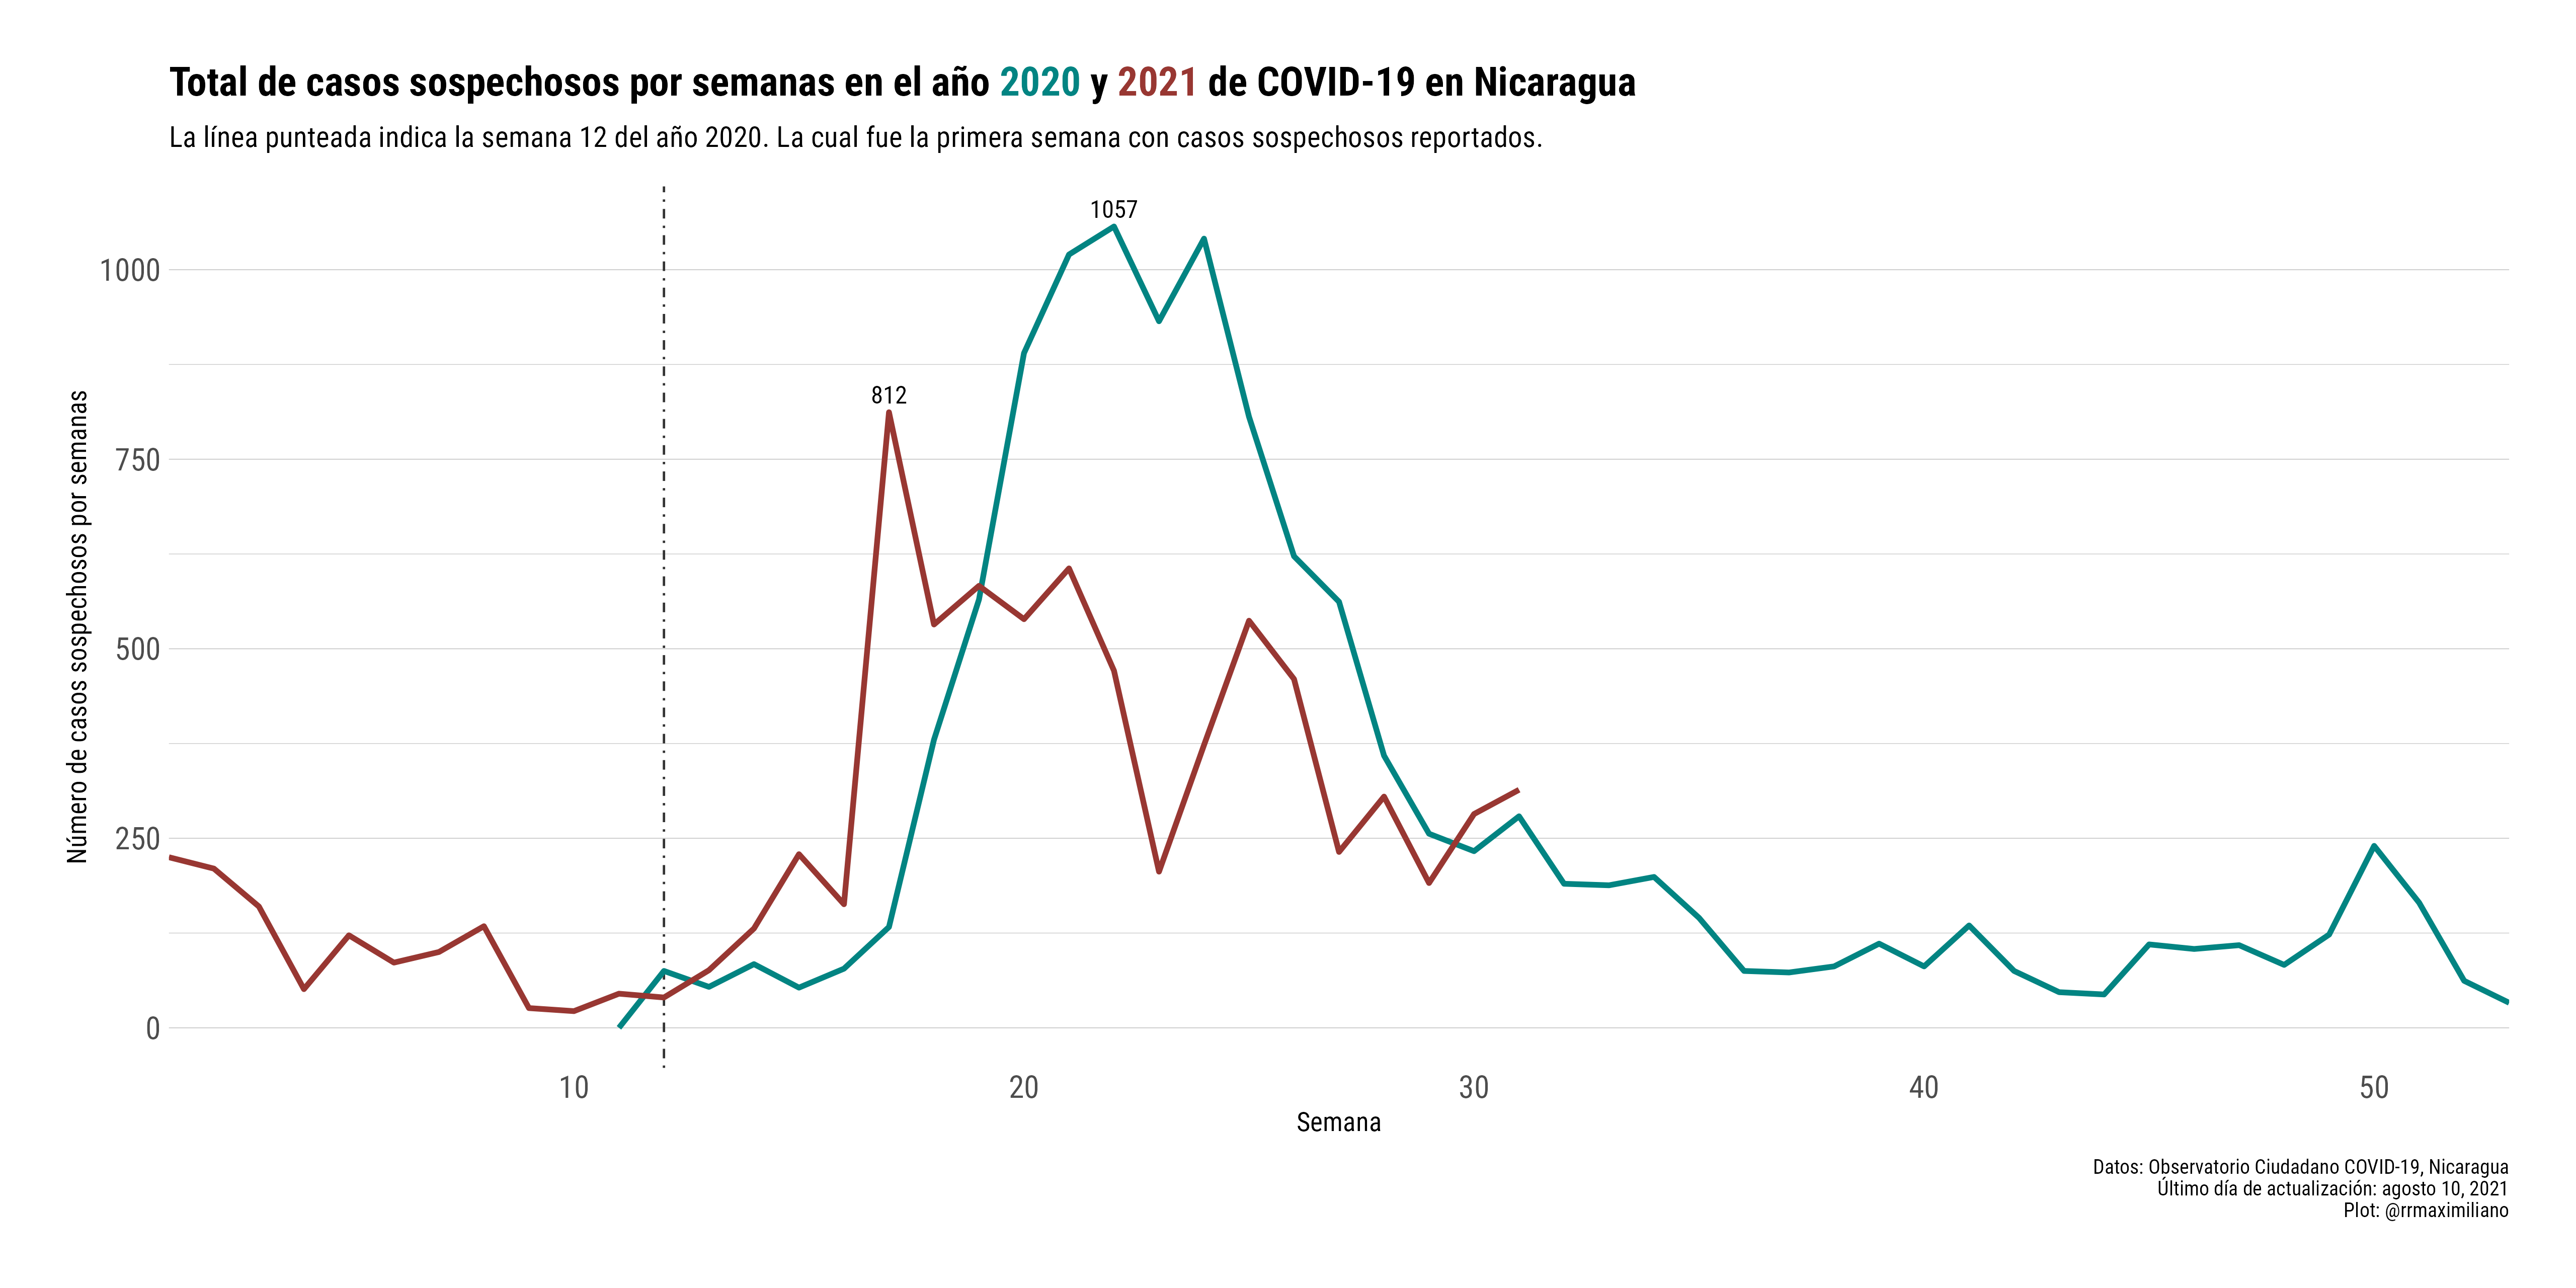 Total de casos sospechosos por semanas en el año 2020 y 2021 de COVID-19 en Nicaragua
La línea punteada indica la semana 12 del año 2020. La cual fue la primera semana con casos sospechosos reportados.
Número de casos sospechosos por semanas
1000
750
500
250
0
1057
812
10
20
30
40
50
Semana
Datos: Observatorio Ciudadano COVID-19, Nicaragua
Último día de actualización: agosto 10, 2021
Plot: @rrmaximiliano